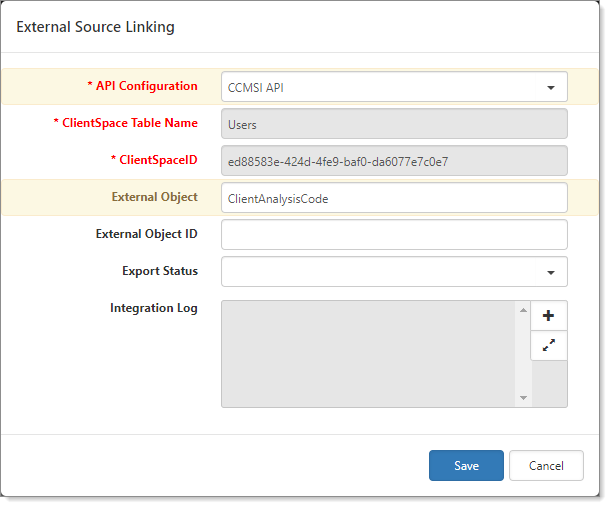 External Source Linking
* API Configuration CCMSI API
* ClientSpace Table Name Users
* ClientSpaceID ed88583e-424d-4fe9-baf0-da6077e7c0e7
External Object ClientAnalysisCode
External Object ID
Export Status
Integration Log
Save Cancel